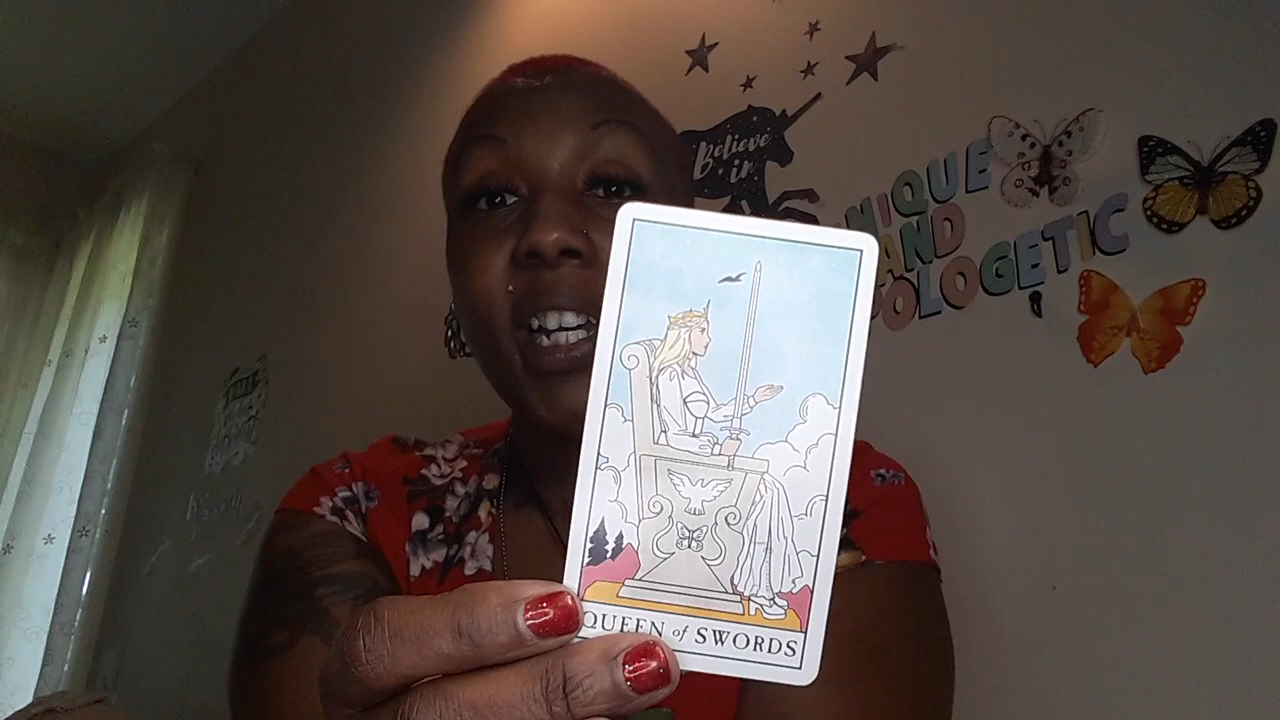 Believe
in
NIQUE
AND
OLOGETIC
QUEEN of SWORDS